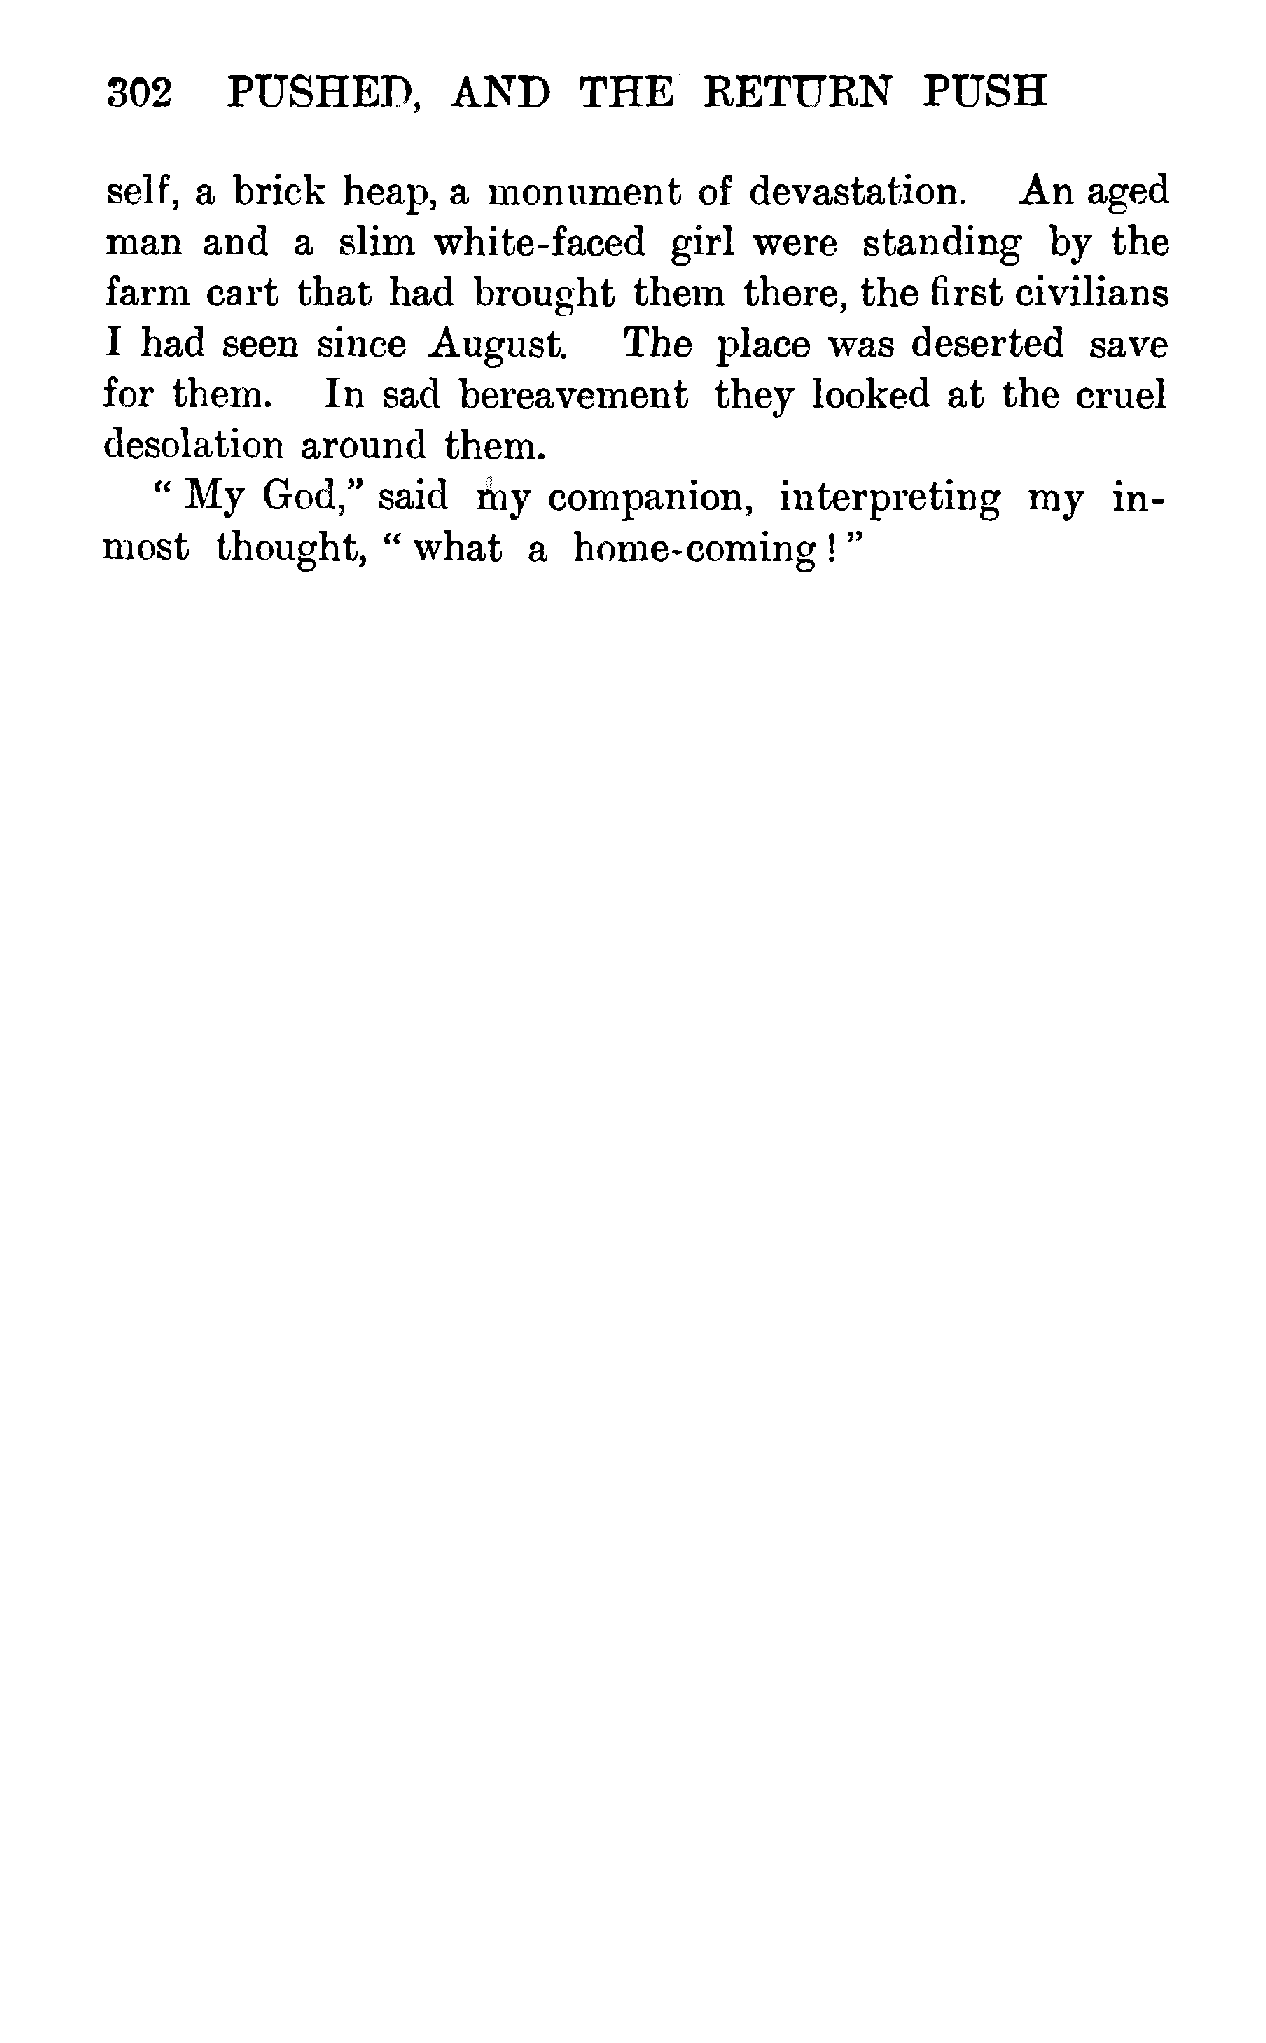 302 PUSHED, AND THE RETURN PUSH
self, a brick heap, a monument of devastation. An aged
man and a slim white-faced girl were standing by the
farm cart that had brought them there, the first civilians
I had seen since August. The place was deserted save
for them. In sad bereavement they looked at the cruel
desolation around them.
“ My God,” said my companion, interpreting my in-
most thought, “ what a home-coming ! ”